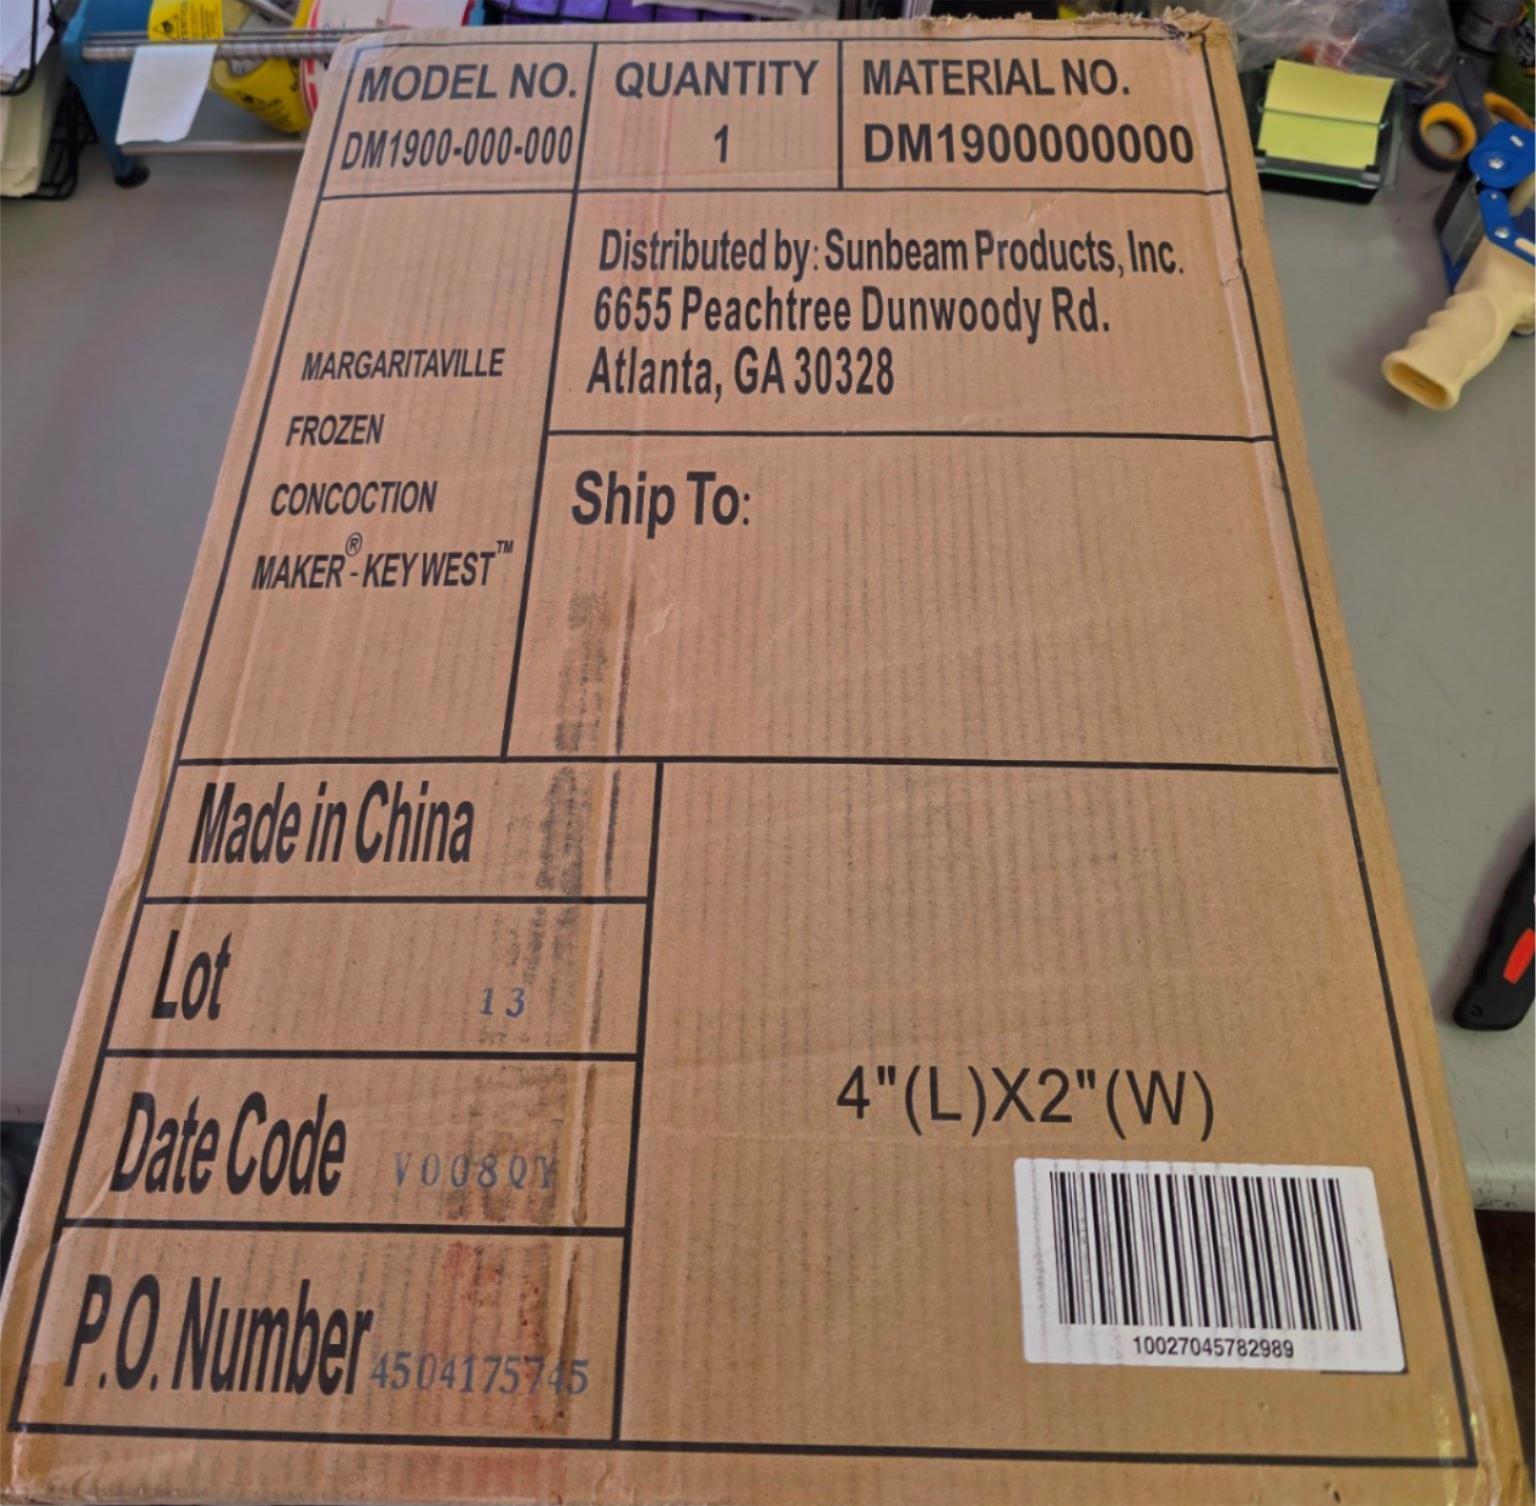 MODEL NO.
DM1900-000-000
QUANTITY
1
MATERIAL NO.
DM1900000000
MARGARITAVILLE
FROZEN
CONCOCTION
MAKER®-KEY WEST™
Distributed by: Sunbeam Products, Inc.
6655 Peachtree Dunwoody Rd.
Atlanta, GA 30328
Ship To:
Made in China
Lot 13
Date Code V008QY
P.O. Number 4504175745
4"(L)X2"(W)
10027045782989